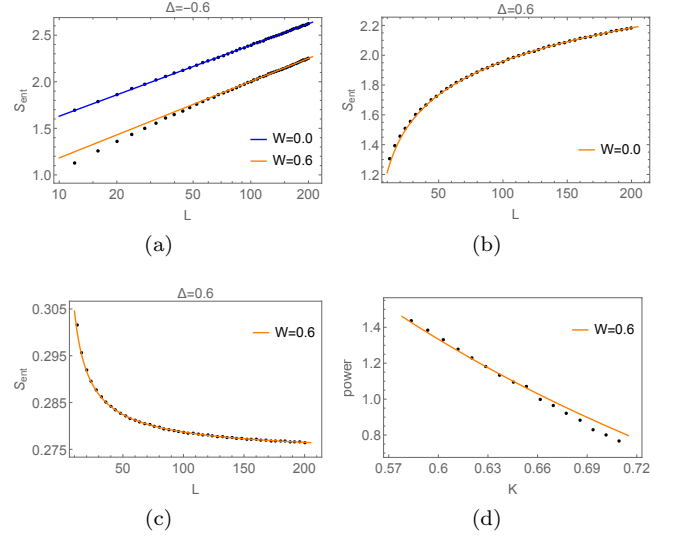 Δ=−0.6
2.5
2.0
1.5
1.0
S_ent
W=0.0
W=0.6
10
20
50
100
200
L
(a)
Δ=0.6
2.2
2.0
1.8
1.6
1.4
1.2
S_ent
W=0.0
50
100
150
200
L
(b)
Δ=0.6
0.305
0.295
0.285
0.275
S_ent
W=0.6
50
100
150
200
L
(c)
1.4
1.2
1.0
0.8
power
W=0.6
0.57
0.6
0.63
0.66
0.69
0.72
K
(d)